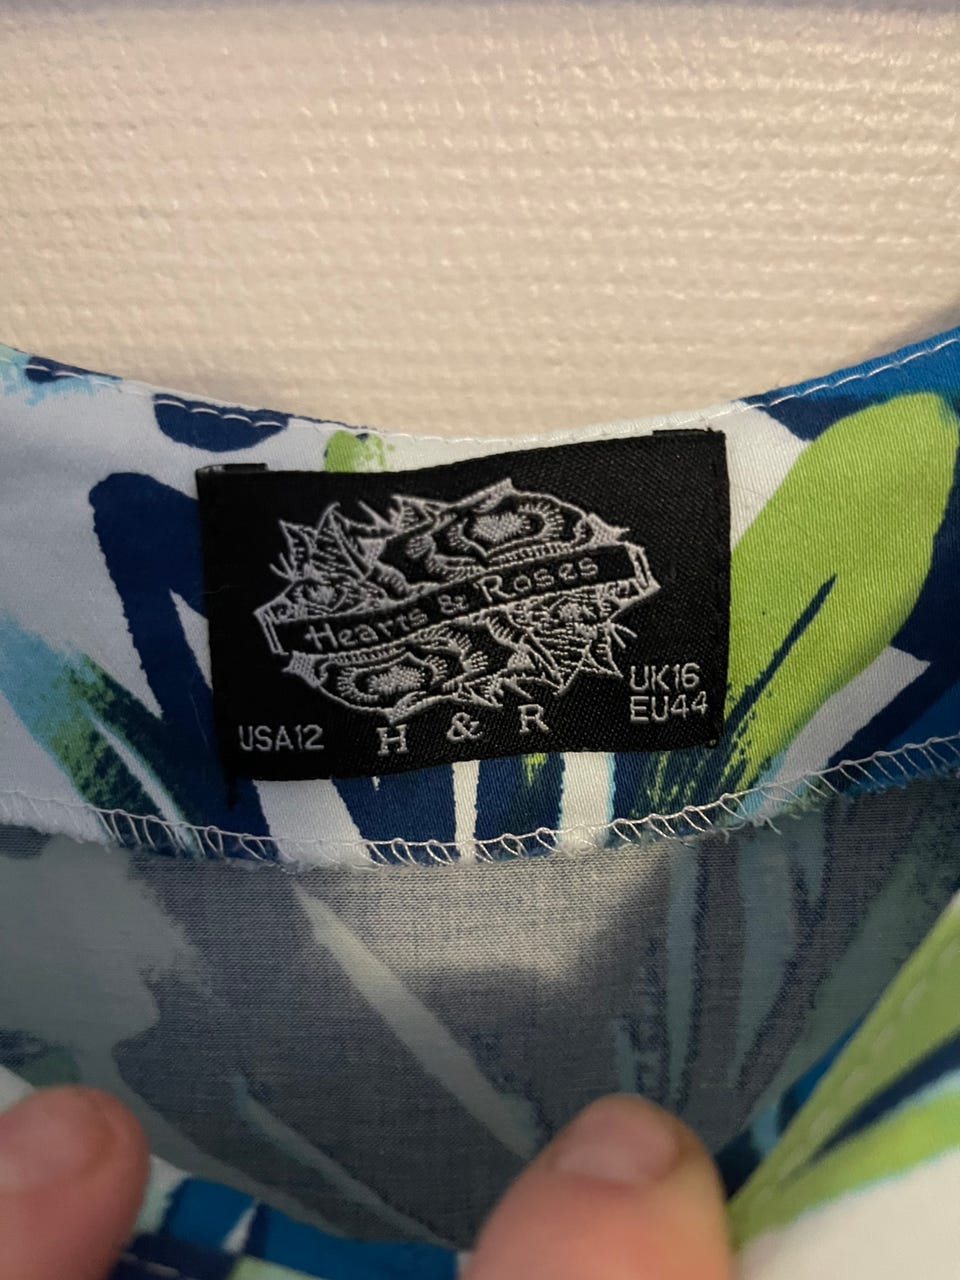 Hearts & Roses
USA12
H & R
UK16
EU44